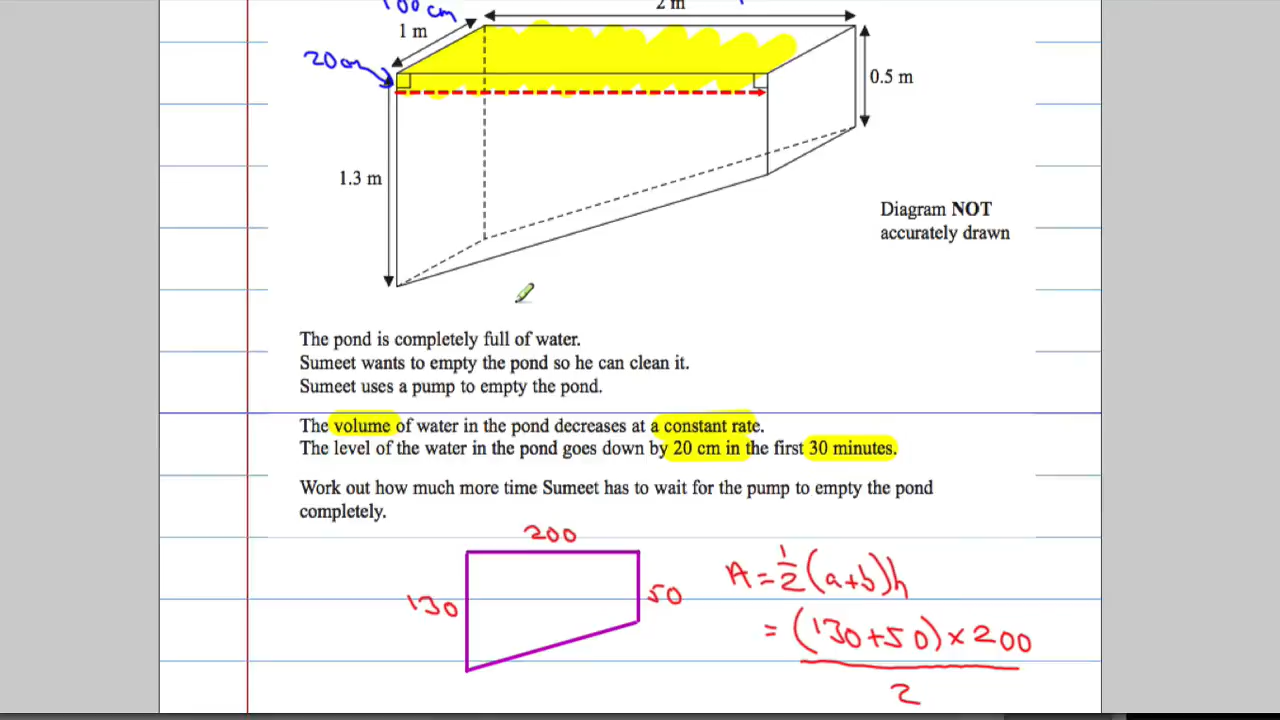 100 cm
2 m
1 m
20cm
0.5 m
1.3 m
Diagram NOT
accurately drawn
The pond is completely full of water.
Sumeet wants to empty the pond so he can clean it.
Sumeet uses a pump to empty the pond.
The volume of water in the pond decreases at a constant rate.
The level of the water in the pond goes down by 20 cm in the first 30 minutes.
Work out how much more time Sumeet has to wait for the pump to empty the pond
completely.
200
130
50
A = 1/2 (a+b)h
= (130+50) × 200
2